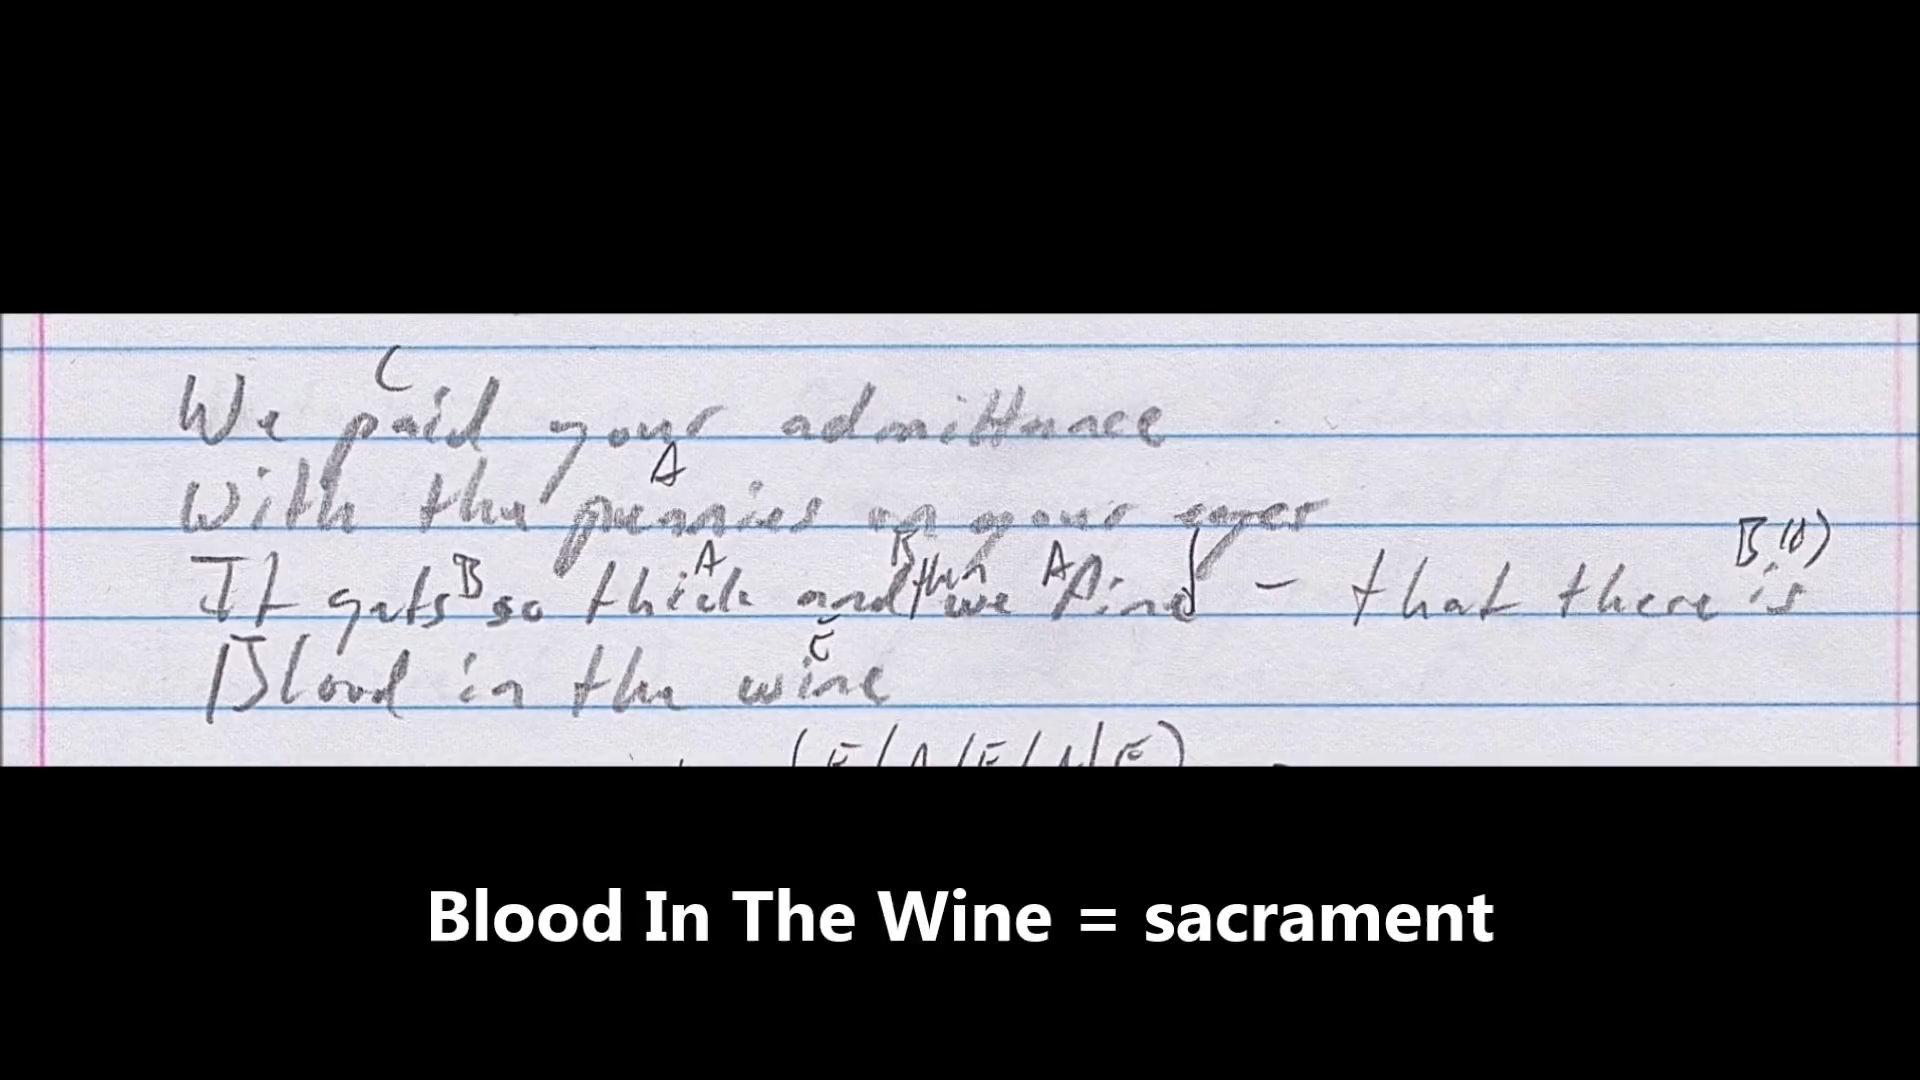 C
We paid your admittance
A
With the pennies on your eyes
B A B A B (10)
It gets so thick and then we find - that there is
E
Blood in the wine
(E/A/E/A/E)
Blood In The Wine = sacrament